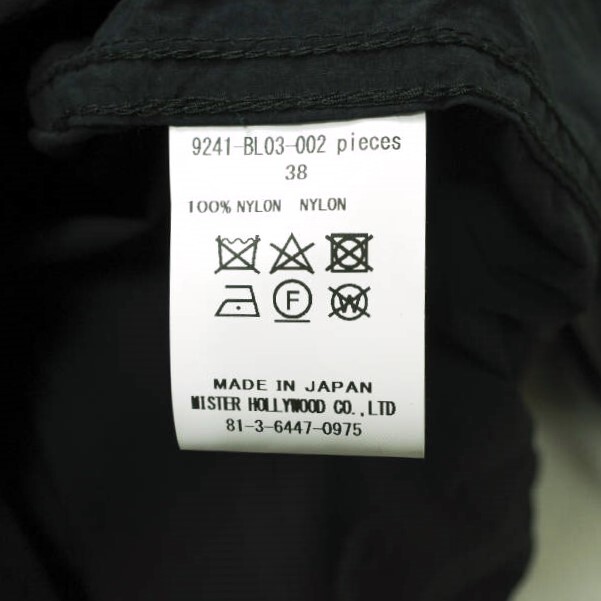 9241-BL03-002 pieces
38
100% NYLON NYLON
F W
MADE IN JAPAN
MISTER HOLLYWOOD CO.,LTD
81-3-6447-0975